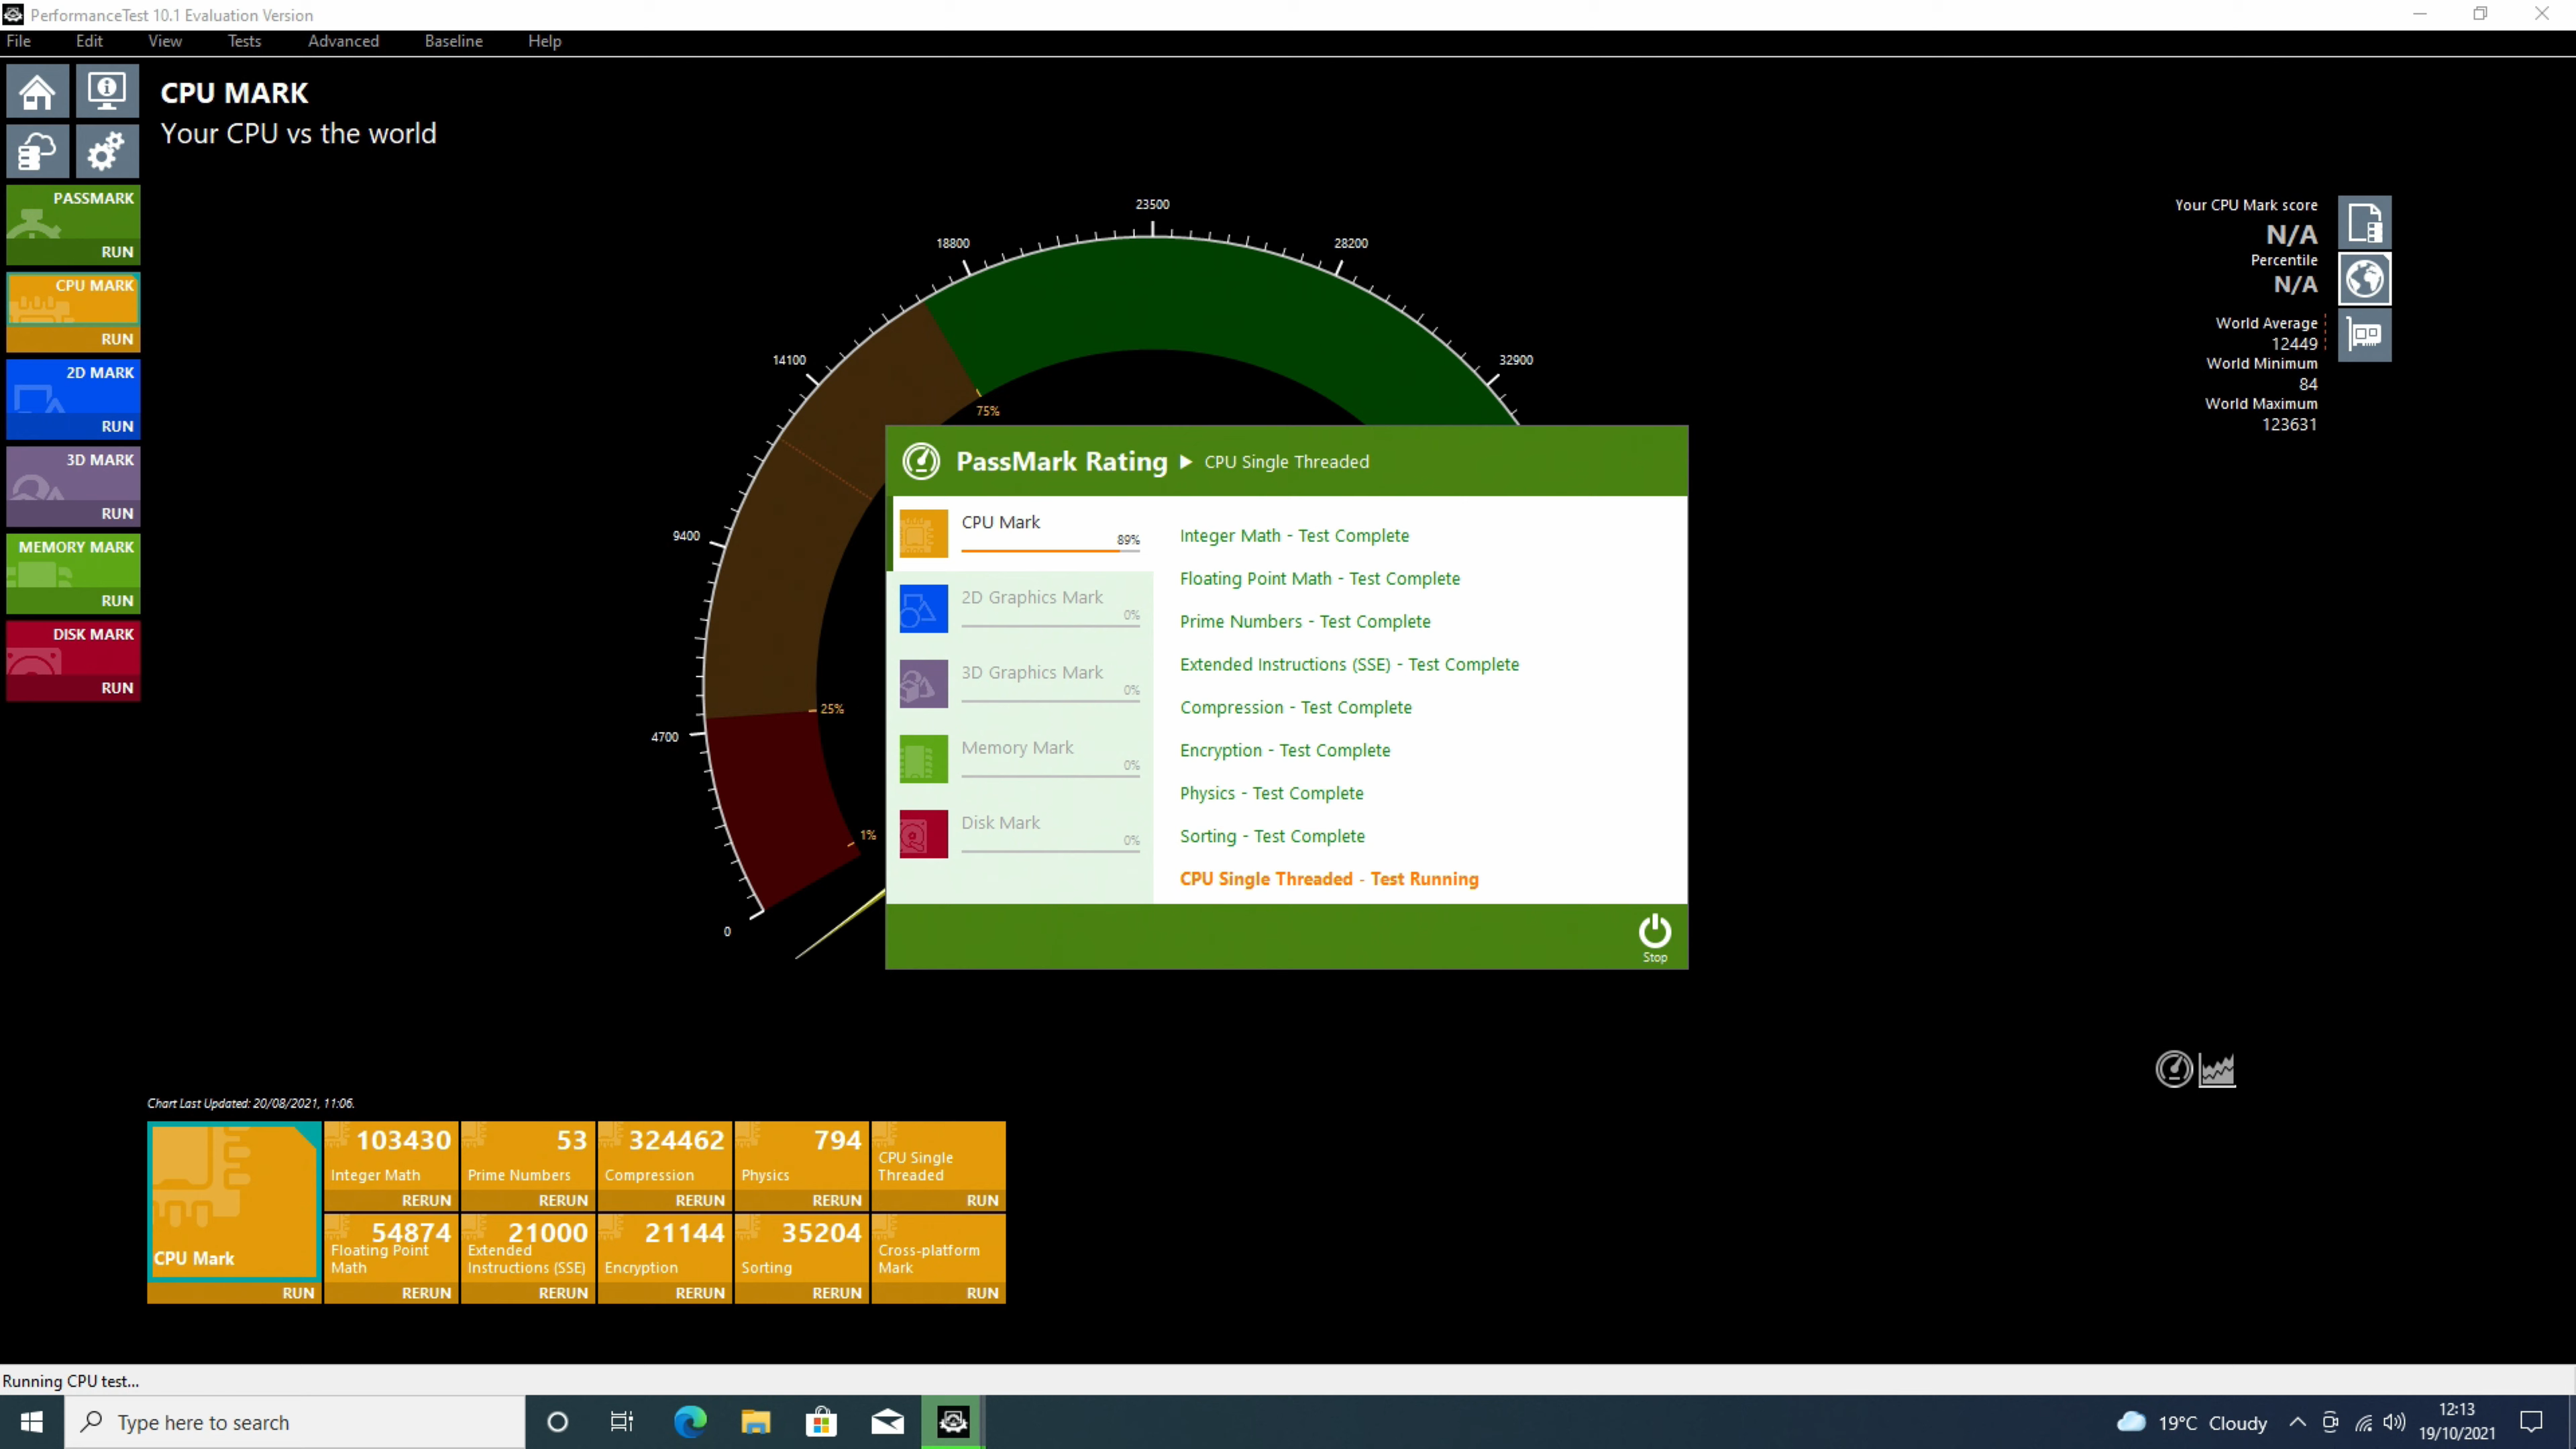 PerformanceTest 10.1 Evaluation Version
File Edit View Tests Advanced Baseline Help
CPU MARK
Your CPU vs the world
PASSMARK
RUN
CPU MARK
RUN
2D MARK
RUN
3D MARK
RUN
MEMORY MARK
RUN
DISK MARK
RUN
23500
18800
28200
14100
32900
75%
9400
25%
4700
1%
0
Your CPU Mark score
N/A
Percentile
N/A
World Average
12449
World Minimum
84
World Maximum
123631
PassMark Rating CPU Single Threaded
CPU Mark
89%
2D Graphics Mark
0%
3D Graphics Mark
0%
Memory Mark
0%
Disk Mark
0%
Integer Math - Test Complete
Floating Point Math - Test Complete
Prime Numbers - Test Complete
Extended Instructions (SSE) - Test Complete
Compression - Test Complete
Encryption - Test Complete
Physics - Test Complete
Sorting - Test Complete
CPU Single Threaded - Test Running
Stop
Chart Last Updated: 20/08/2021, 11:06.
CPU Mark
RUN
103430
Integer Math
RERUN
53
Prime Numbers
RERUN
324462
Compression
RERUN
794
Physics
RERUN
CPU Single
Threaded
RUN
54874
Floating Point
Math
RERUN
21000
Extended
Instructions (SSE)
RERUN
21144
Encryption
RERUN
35204
Sorting
RERUN
Cross-platform
Mark
RUN
Running CPU test...
Type here to search
19°C Cloudy
12:13
19/10/2021